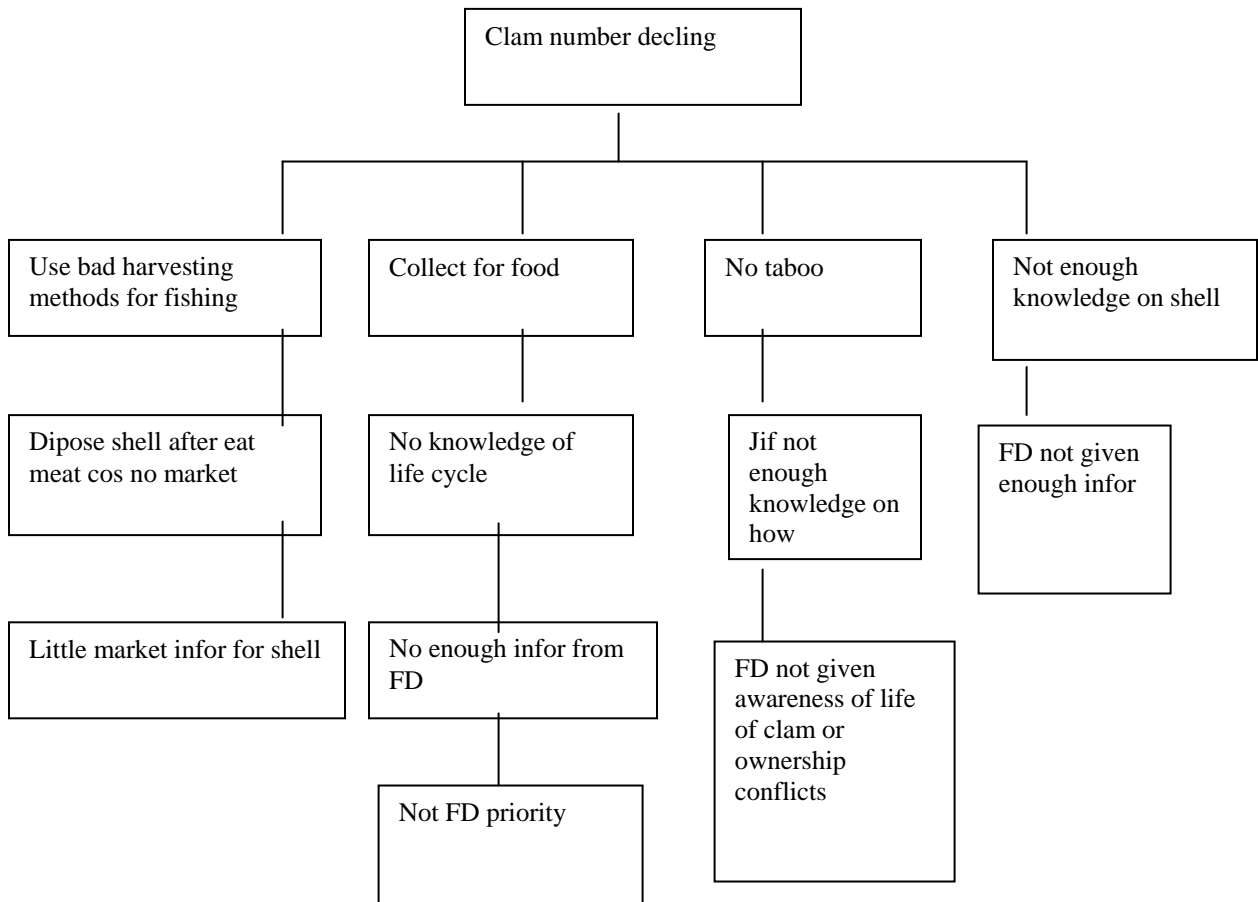 Clam number decling
Use bad harvesting
methods for fishing
Collect for food
No taboo
Not enough
knowledge on shell
Dipose shell after eat
meat cos no market
No knowledge of
life cycle
Jif not
enough
knowledge on
how
FD not given
enough infor
Little market infor for shell
No enough infor from
FD
FD not given
awareness of life
of clam or
ownership
conflicts
Not FD priority